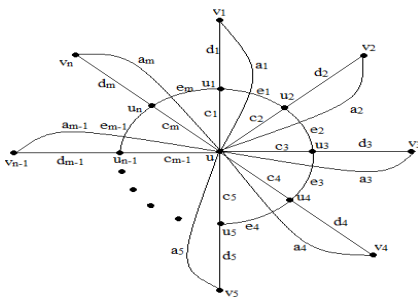 v1
vn
am
d1
a1
v2
dm
em
u1
e1
u2
d2
un
c1
c2
a2
cm
e2
am-1
em-1
u
c3
u3
d3
v3
vn-1
dm-1
un-1
cm-1
c4
e3
a3
c5
u4
u5
e4
d4
a5
d5
a4
v4
v5